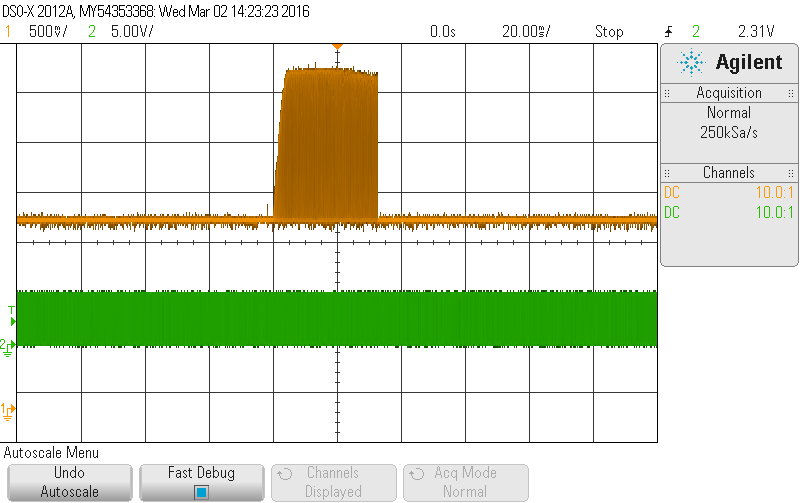 DSO-X 2012A, MY54353368: Wed Mar 02 14:23:23 2016
1 500mV/ 2 5.00V/ 0.0s 20.00ms/ Stop 2 2.31V
Agilent
Acquisition
Normal
250kSa/s
Channels
DC 10.0:1
DC 10.0:1
T
2
1
Autoscale Menu
Undo
Autoscale
Fast Debug
Channels
Displayed
Acq Mode
Normal